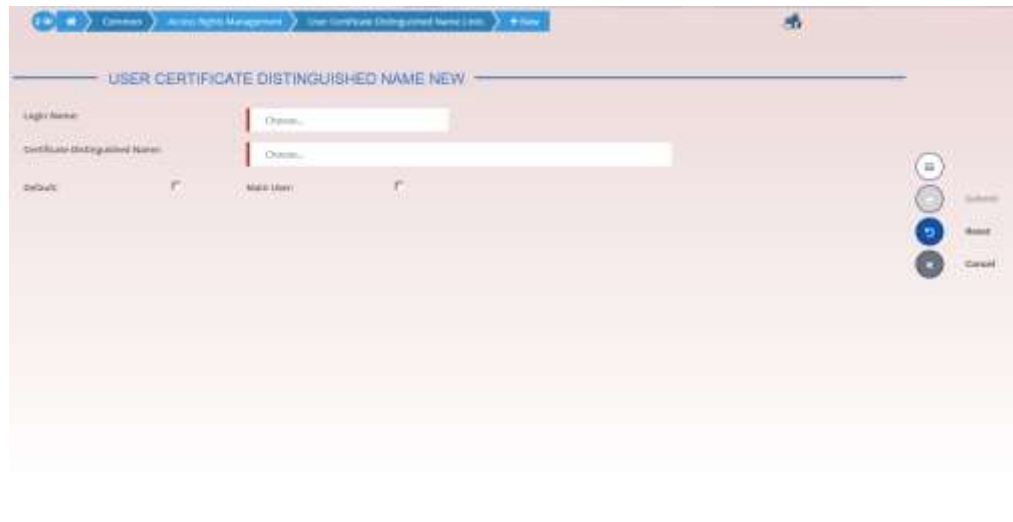 Common
Access Rights Management
User Certificate Distinguished Name Links
+ New
USER CERTIFICATE DISTINGUISHED NAME NEW
Login Name:
Choose...
Certificate Distinguished Name:
Choose...
Default:
Main User:
Submit
Reset
Cancel